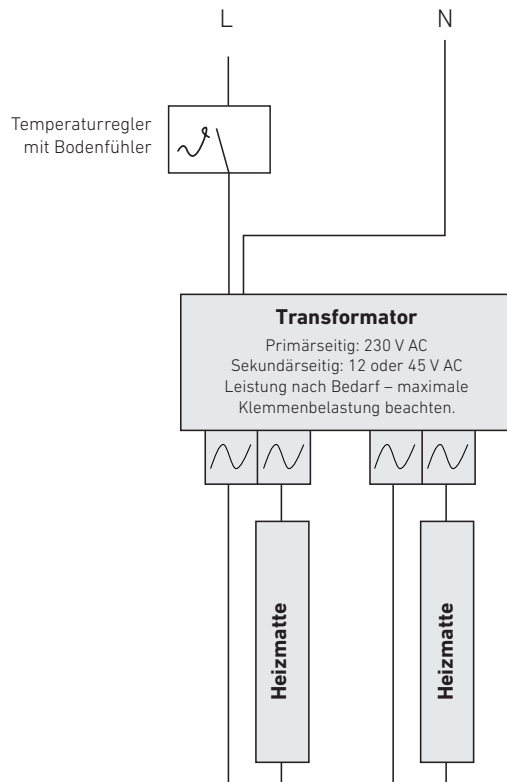 L
N
Temperaturregler
mit Bodenfühler
Transformator
Primärseitig: 230 V AC
Sekundärseitig: 12 oder 45 V AC
Leistung nach Bedarf – maximale
Klemmenbelastung beachten.
Heizmatte
Heizmatte